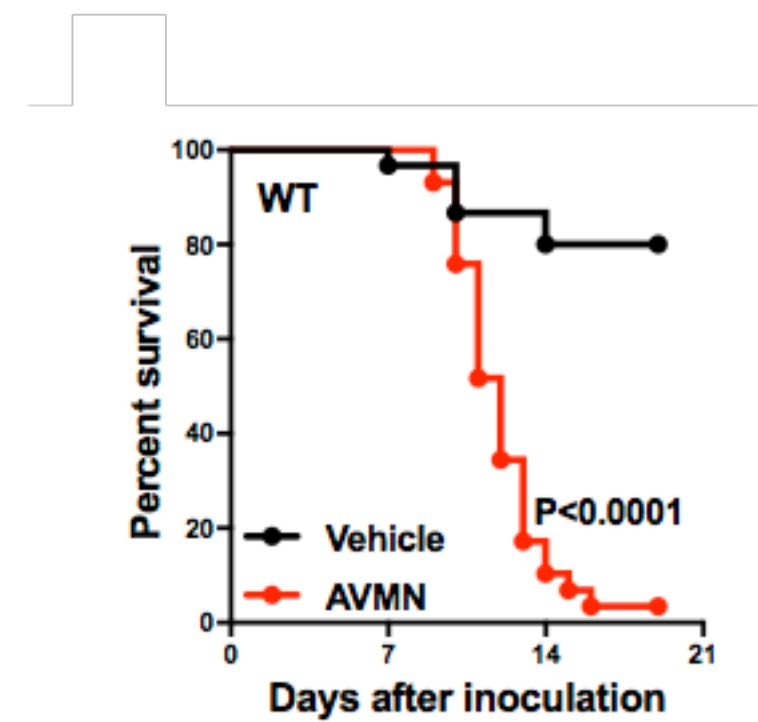 100
WT
80
60
40
20
0
Percent survival
P<0.0001
Vehicle
AVMN
0 7 14 21
Days after inoculation